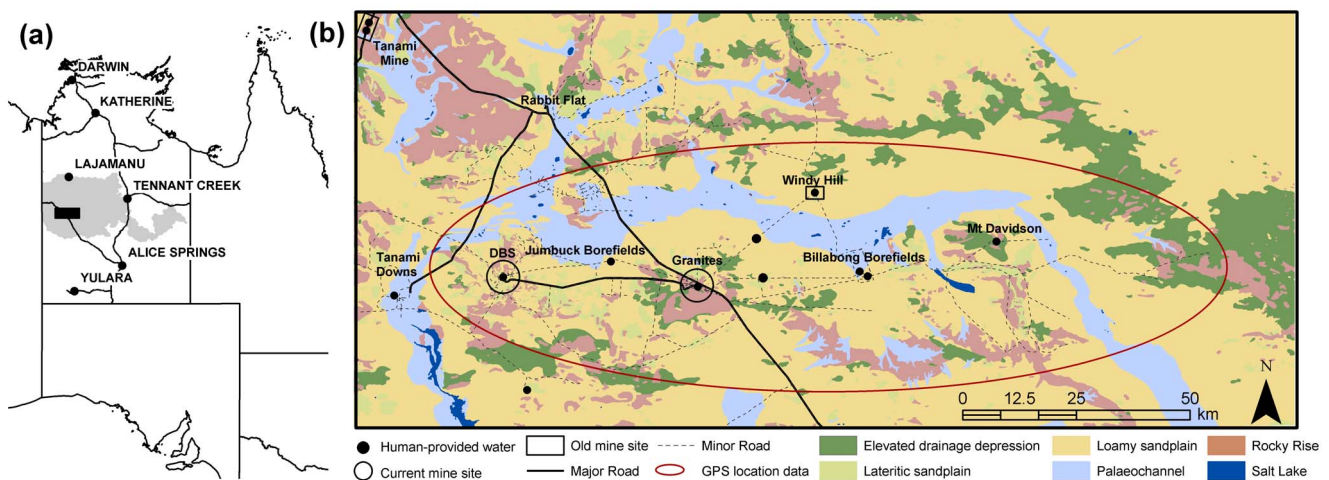 (a)
DARWIN
KATHERINE
LAJAMANU
TENNANT CREEK
ALICE SPRINGS
YULARA
(b)
Tanami
Mine
Rabbit Flat
Windy Hill
Mt Davidson
DBS
Jumbuck Borefields
Granites
Billabong Borefields
Tanami
Downs
N
0 12.5 25 50
km
Human-provided water
Old mine site
Minor Road
Elevated drainage depression
Loamy sandplain
Rocky Rise
Current mine site
Major Road
GPS location data
Lateritic sandplain
Palaeochannel
Salt Lake